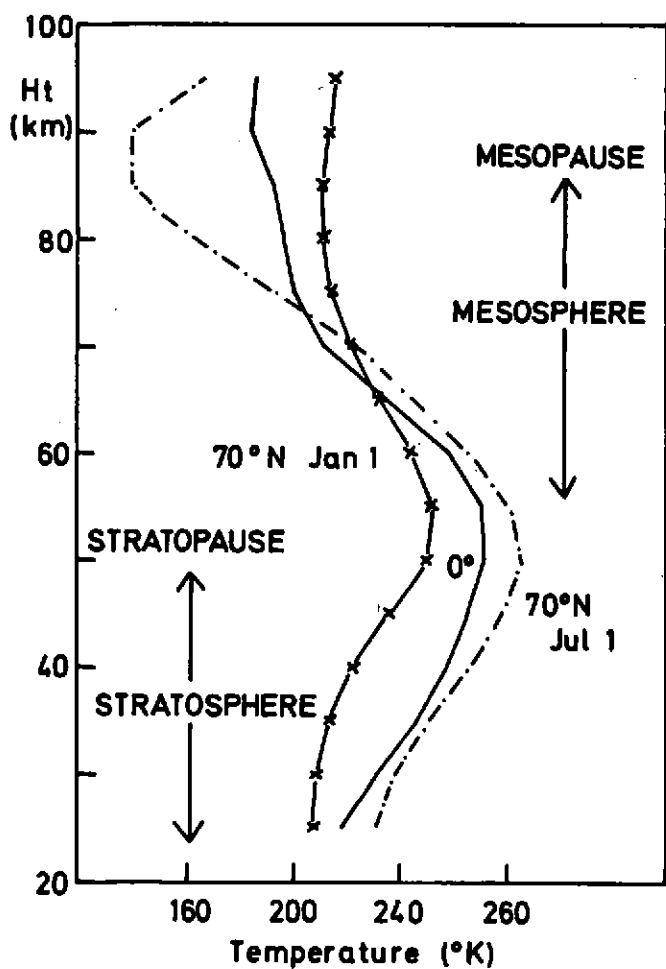 100
Ht
(km)
MESOPAUSE
80
MESOSPHERE
70°N Jan 1
60
STRATOPAUSE
0°
70°N
Jul 1
40
STRATOSPHERE
20
160 200 240 260
Temperature (°K)